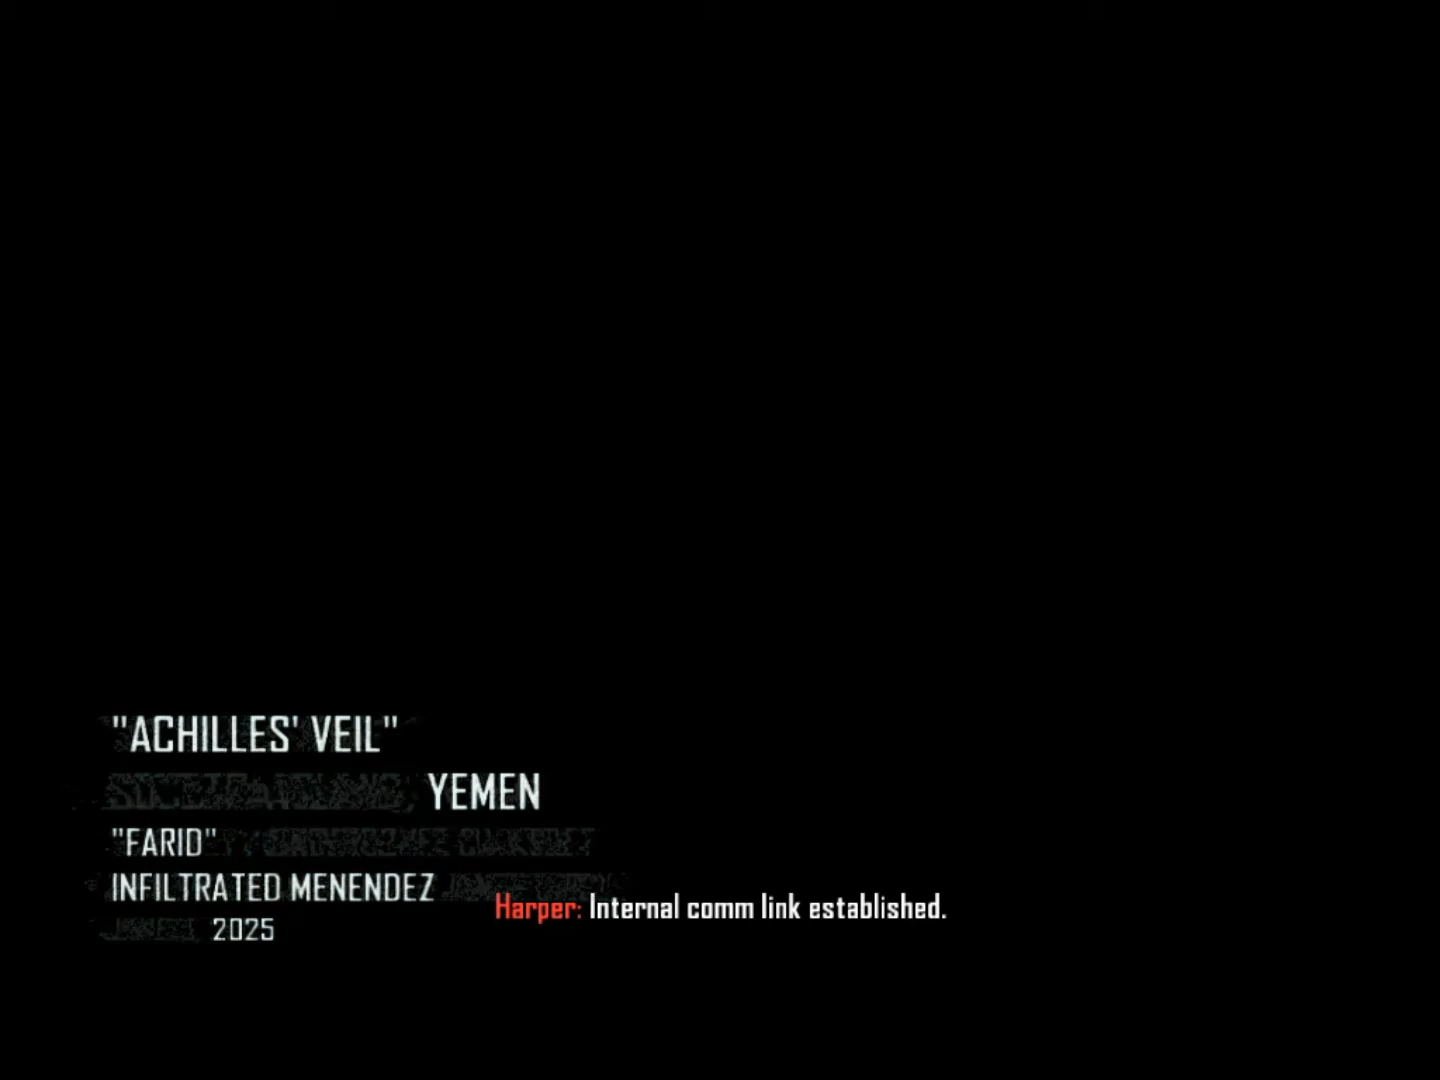 "ACHILLES' VEIL"
YEMEN
"FARID"
INFILTRATED MENENDEZ
2025
Harper: Internal comm link established.